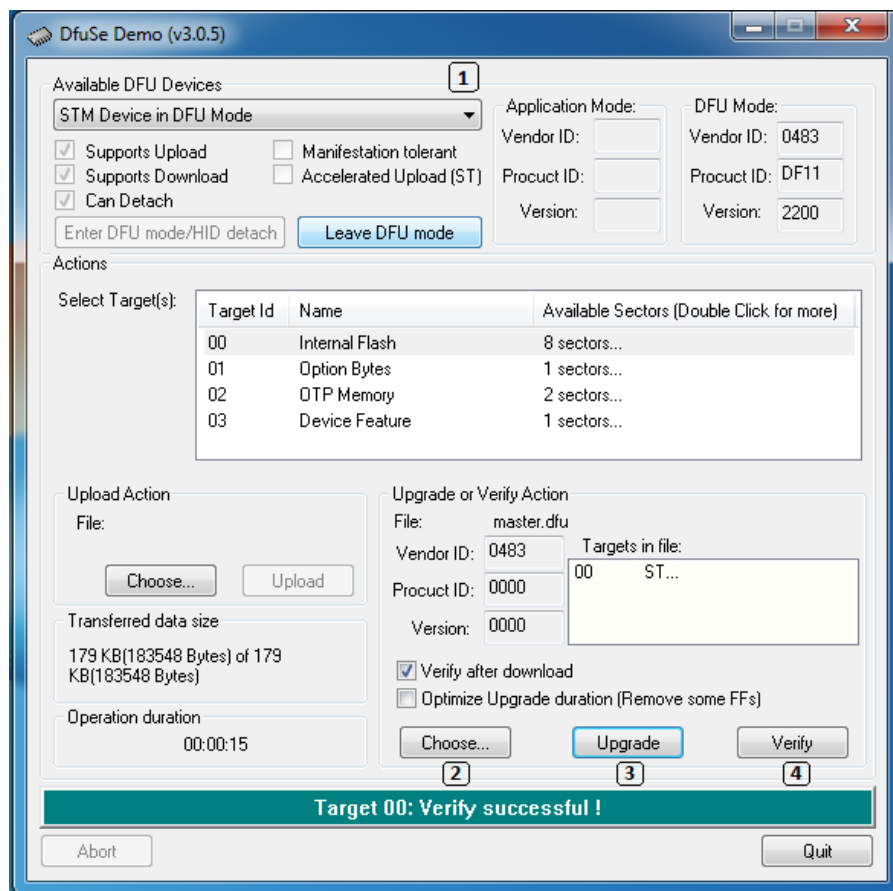 DfuSe Demo (v3.0.5)
1
Available DFU Devices
STM Device in DFU Mode
Supports Upload
Manifestation tolerant
Supports Download
Accelerated Upload (ST)
Can Detach
Enter DFU mode/HID detach
Leave DFU mode
Application Mode:
Vendor ID:
Procuct ID:
Version:
DFU Mode:
Vendor ID: 0483
Procuct ID: DF11
Version: 2200
Actions
Select Target(s):
Target Id Name Available Sectors (Double Click for more)
00 Internal Flash 8 sectors...
01 Option Bytes 1 sectors...
02 OTP Memory 2 sectors...
03 Device Feature 1 sectors...
Upload Action
File:
Choose... Upload
Transferred data size
179 KB(183548 Bytes) of 179
KB(183548 Bytes)
Operation duration
00:00:15
Upgrade or Verify Action
File: master.dfu
Vendor ID: 0483
Procuct ID: 0000
Version: 0000
Targets in file:
00 ST...
Verify after download
Optimize Upgrade duration (Remove some FFs)
Choose... Upgrade Verify
2 3 4
Target 00: Verify successful !
Abort Quit